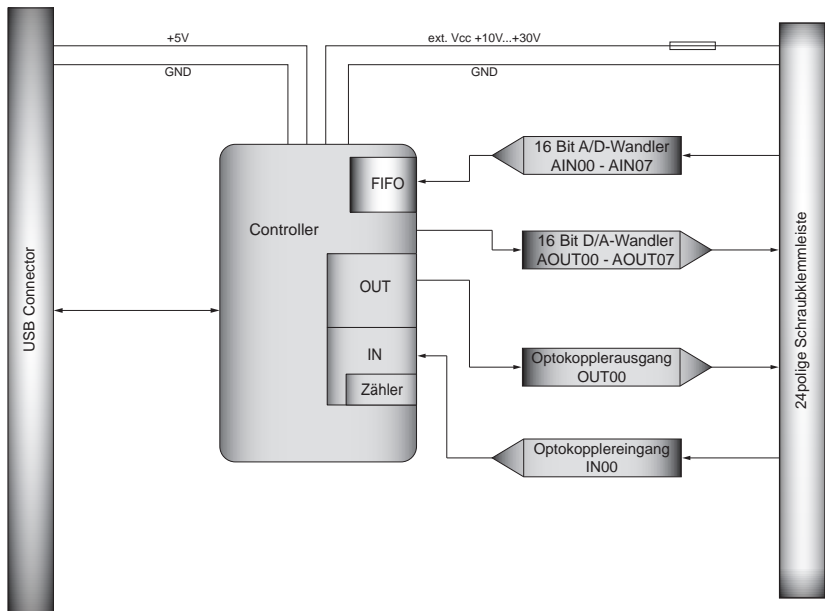 +5V
GND
ext. Vcc +10V...+30V
GND
USB Connector
Controller
FIFO
OUT
IN
Zähler
16 Bit A/D-Wandler
AIN00 - AIN07
16 Bit D/A-Wandler
AOUT00 - AOUT07
Optokopplerausgang
OUT00
Optokopplereingang
IN00
24polige Schraubklemmleiste